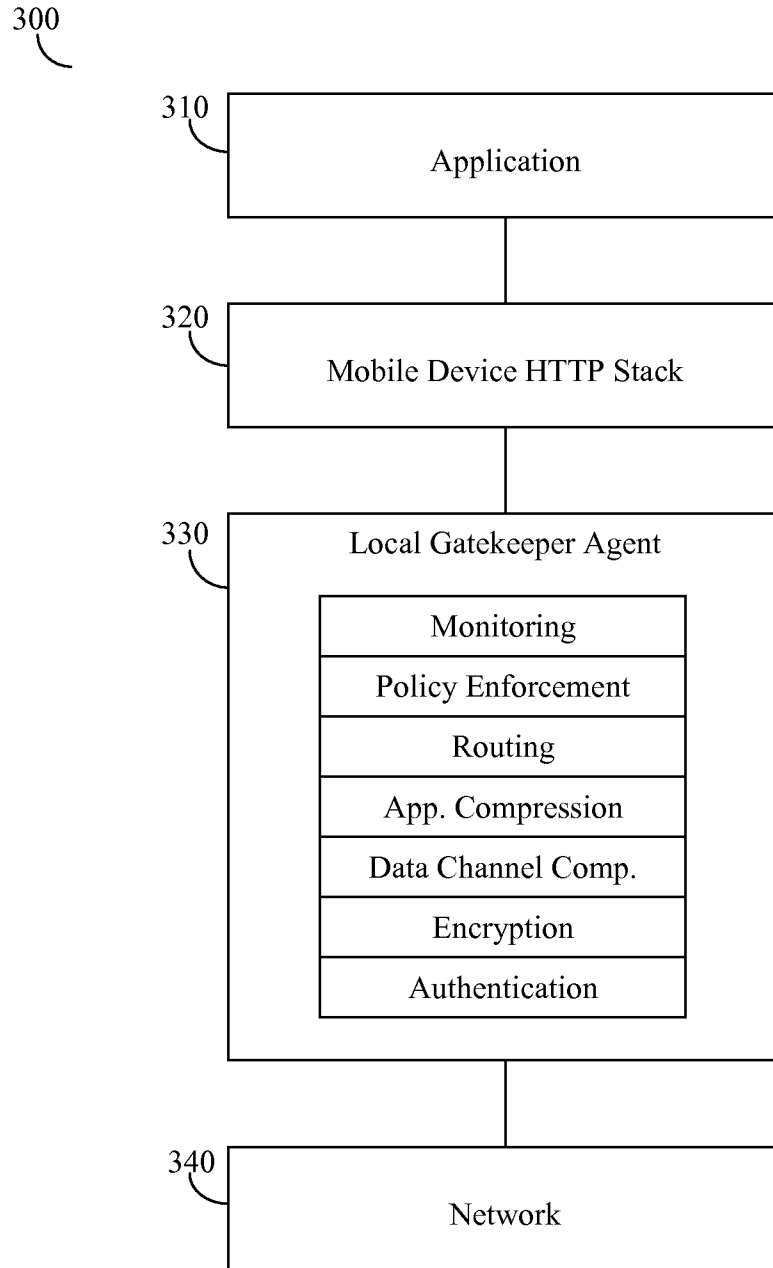 300
310
Application
320
Mobile Device HTTP Stack
330
Local Gatekeeper Agent
Monitoring
Policy Enforcement
Routing
App. Compression
Data Channel Comp.
Encryption
Authentication
340
Network